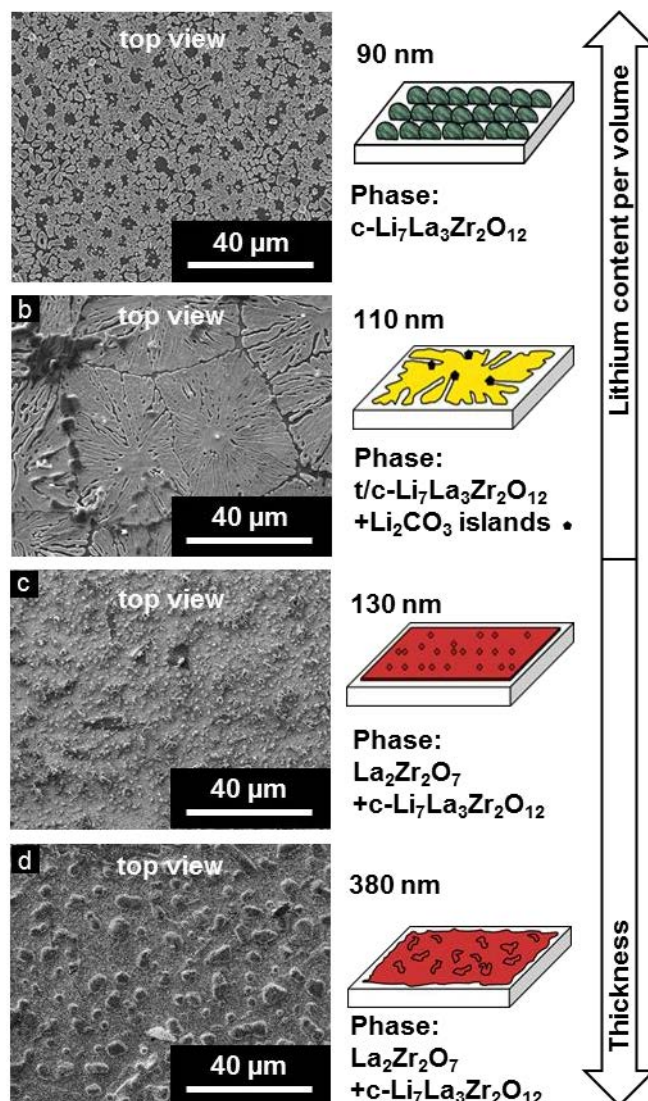 top view
40 µm
90 nm
Phase:
c-Li₇La₃Zr₂O₁₂
b
top view
40 µm
110 nm
Phase:
t/c-Li₇La₃Zr₂O₁₂
+Li₂CO₃ islands
c
top view
40 µm
130 nm
Phase:
La₂Zr₂O₇
+c-Li₇La₃Zr₂O₁₂
d
top view
40 µm
380 nm
Phase:
La₂Zr₂O₇
+c-Li₇La₃Zr₂O₁₂
Lithium content per volume
Thickness